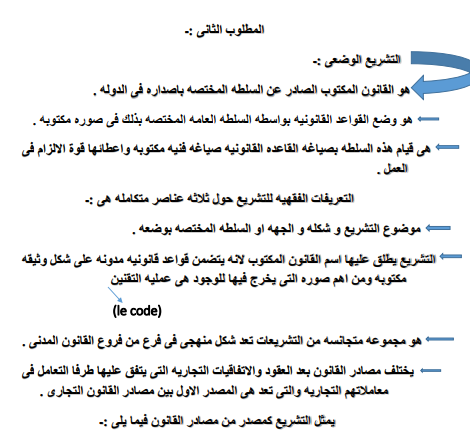 المطلوب الثانى :-
التشريع الوضعى :-
هو القانون المكتوب الصادر عن السلطه المختصه باصداره فى الدوله .
هو وضع القواعد القانونيه بواسطه السلطه العامه المختصه بذلك فى صوره مكتوبه .
هى قيام هذه السلطه بصياغه القاعده القانونيه صياغه فنيه مكتوبه واعطائها قوة الالزام فى
العمل .
التعريفات الفقهيه للتشريع حول ثلاثه عناصر متكامله هى :-
موضوع التشريع و شكله و الجهه او السلطه المختصه بوضعه .
التشريع يطلق عليها اسم القانون المكتوب لانه يتضمن قواعد قانونيه مدونه على شكل وثيقه
مكتوبه ومن اهم صوره التى يخرج فيها للوجود هى عمليه التقنين
(le code)
هو مجموعه متجانسه من التشريعات تعد شكل منهجى فى فرع من فروع القانون المدنى .
يختلف مصادر القانون بعد العقود والاتفاقيات التجاريه التى يتفق عليها طرفا التعامل فى
معاملاتهم التجاريه والتى تعد هى المصدر الاول بين مصادر القانون التجارى .
يمثل التشريع كمصدر من مصادر القانون فيما يلى :-